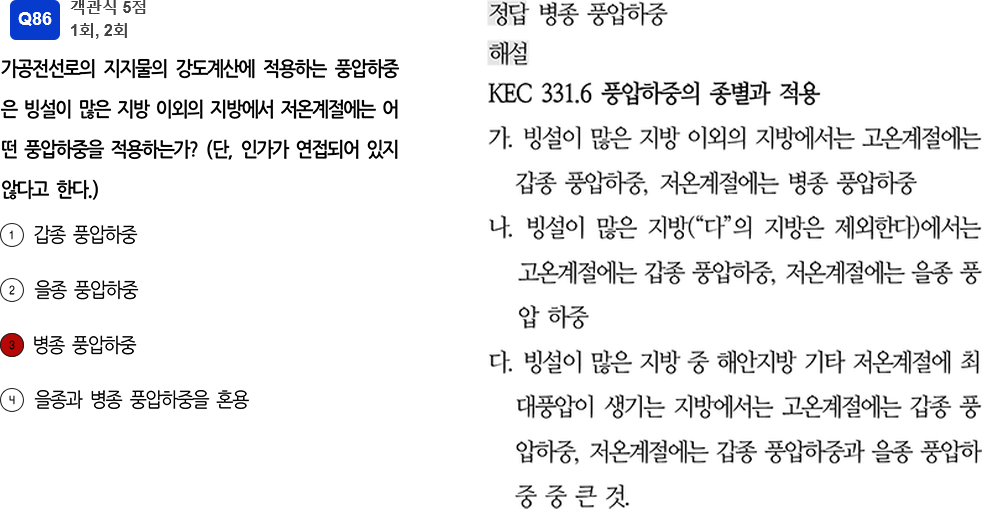 Q86
객관식 5점
1회, 2회
가공전선로의 지지물의 강도계산에 적용하는 풍압하중
은 빙설이 많은 지방 이외의 지방에서 저온계절에는 어
떤 풍압하중을 적용하는가? (단, 인가가 연접되어 있지
않다고 한다.)
1 갑종 풍압하중
2 을종 풍압하중
3 병종 풍압하중
4 을종과 병종 풍압하중을 혼용
정답 병종 풍압하중
해설
KEC 331.6 풍압하중의 종별과 적용
가. 빙설이 많은 지방 이외의 지방에서는 고온계절에는
갑종 풍압하중, 저온계절에는 병종 풍압하중
나. 빙설이 많은 지방(“다”의 지방은 제외한다)에서는
고온계절에는 갑종 풍압하중, 저온계절에는 을종 풍
압 하중
다. 빙설이 많은 지방 중 해안지방 기타 저온계절에 최
대풍압이 생기는 지방에서는 고온계절에는 갑종 풍
압하중, 저온계절에는 갑종 풍압하중과 을종 풍압하
중 중 큰 것.